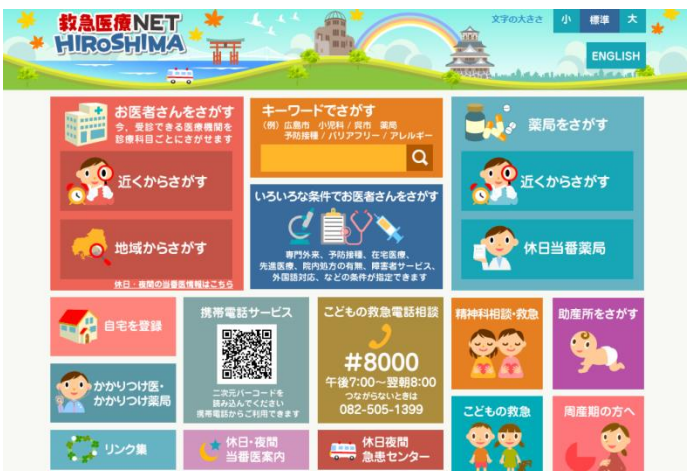 救急医療NET
HIROSHIMA
文字の大きさ 小 標準 大
ENGLISH
お医者さんをさがす
今、受診できる医療機関を
診療科目ごとにさがせます
近くからさがす
地域からさがす
休日・夜間の当番医情報はこちら
キーワードでさがす
(例) 広島市 小児科 / 呉市 薬局
予防接種 / バリアフリー / アレルギー
いろいろな条件でお医者さんをさがす
専門外来、予防接種、在宅医療、
先進医療、院内処方の有無、障害者サービス、
外国語対応、などの条件が指定できます
薬局をさがす
近くからさがす
休日当番薬局
自宅を登録
かかりつけ医・
かかりつけ薬局
リンク集
携帯電話サービス
二次元バーコードを
読み込んでください
携帯電話からご利用できます
休日・夜間
当番医案内
こどもの救急電話相談
#8000
午後7:00~翌朝8:00
つながらないときは
082-505-1399
休日夜間
急患センター
精神科相談・救急
助産所をさがす
こどもの救急
周産期の方へ